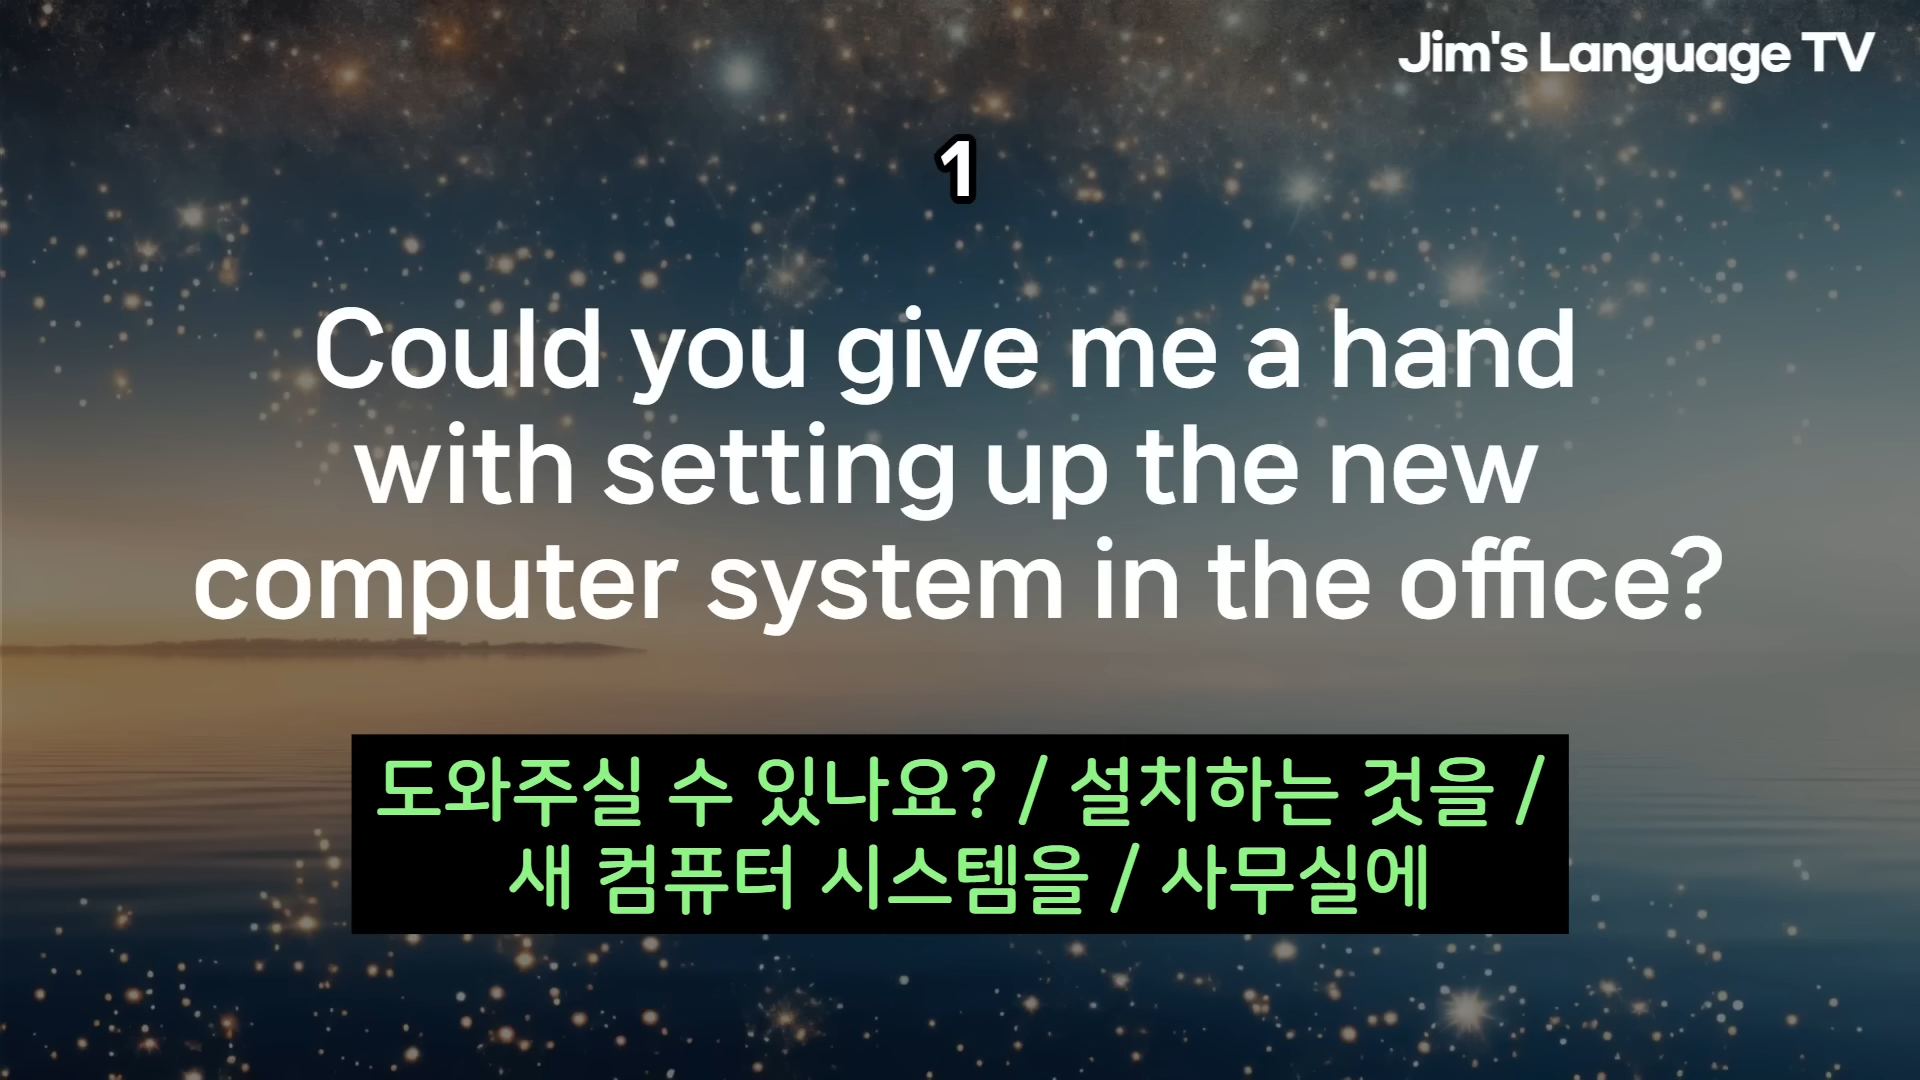 Jim's Language TV
1
Could you give me a hand
with setting up the new
computer system in the office?
도와주실 수 있나요? / 설치하는 것을 /
새 컴퓨터 시스템을 / 사무실에